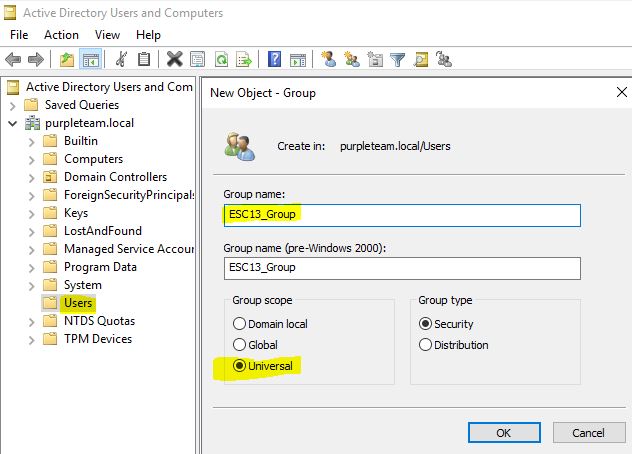 Active Directory Users and Computers
File Action View Help
Active Directory Users and Com
Saved Queries
purpleteam.local
Builtin
Computers
Domain Controllers
ForeignSecurityPrincipals
Keys
LostAndFound
Managed Service Accour
Program Data
System
Users
NTDS Quotas
TPM Devices
New Object - Group
Create in: purpleteam.local/Users
Group name:
ESC13_Group
Group name (pre-Windows 2000):
ESC13_Group
Group scope
Domain local
Global
Universal
Group type
Security
Distribution
OK
Cancel